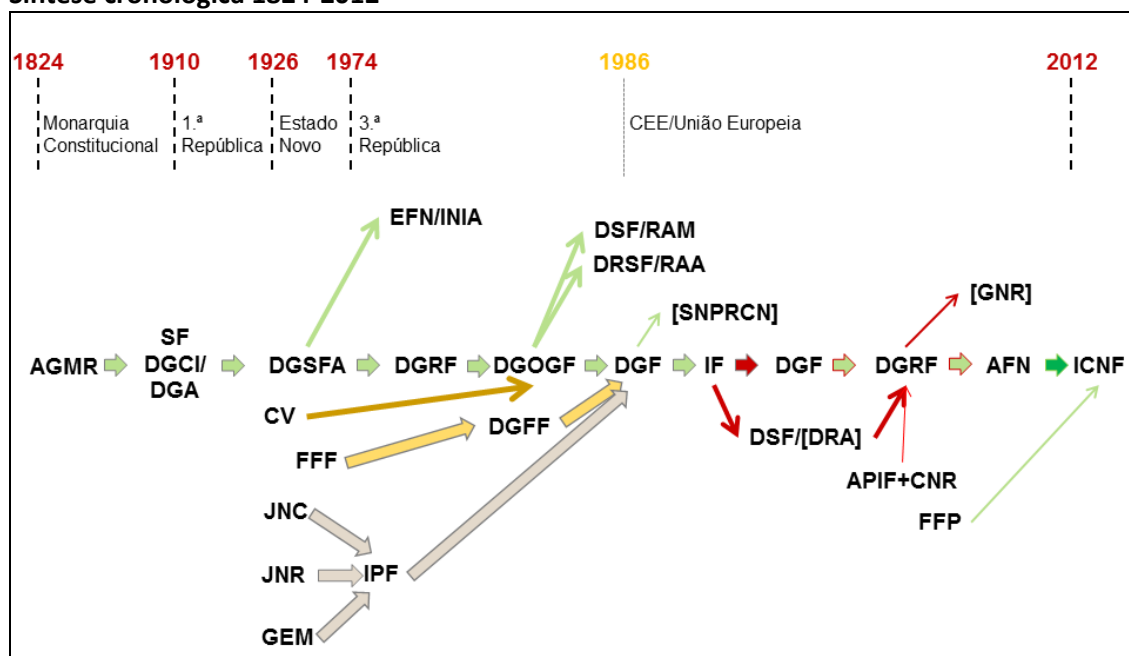 Síntese cronológica 1824-2012
1824
1910
1926
1974
1986
2012
Monarquia
Constitucional
1.ª
República
Estado
Novo
3.ª
República
CEE/União Europeia
EFN/INIA
DSF/RAM
DRSF/RAA
[SNPRCN]
[GNR]
AGMR
SF
DGCI/
DGA
DGSFA
DGRF
DGOGF
DGF
IF
DGF
DGRF
AFN
ICNF
CV
DGFF
DSF/[DRA]
FFF
APIF+CNR
JNC
FFP
JNR
IPF
GEM